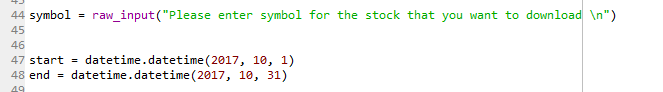 44 symbol = raw_input("Please enter symbol for the stock that you want to download \n")
45
46
47 start = datetime.datetime(2017, 10, 1)
48 end = datetime.datetime(2017, 10, 31)
49